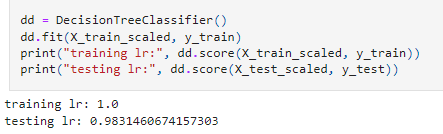 dd = DecisionTreeClassifier()
dd.fit(X_train_scaled, y_train)
print("training lr:", dd.score(X_train_scaled, y_train))
print("testing lr:", dd.score(X_test_scaled, y_test))
training lr: 1.0
testing lr: 0.9831460674157303